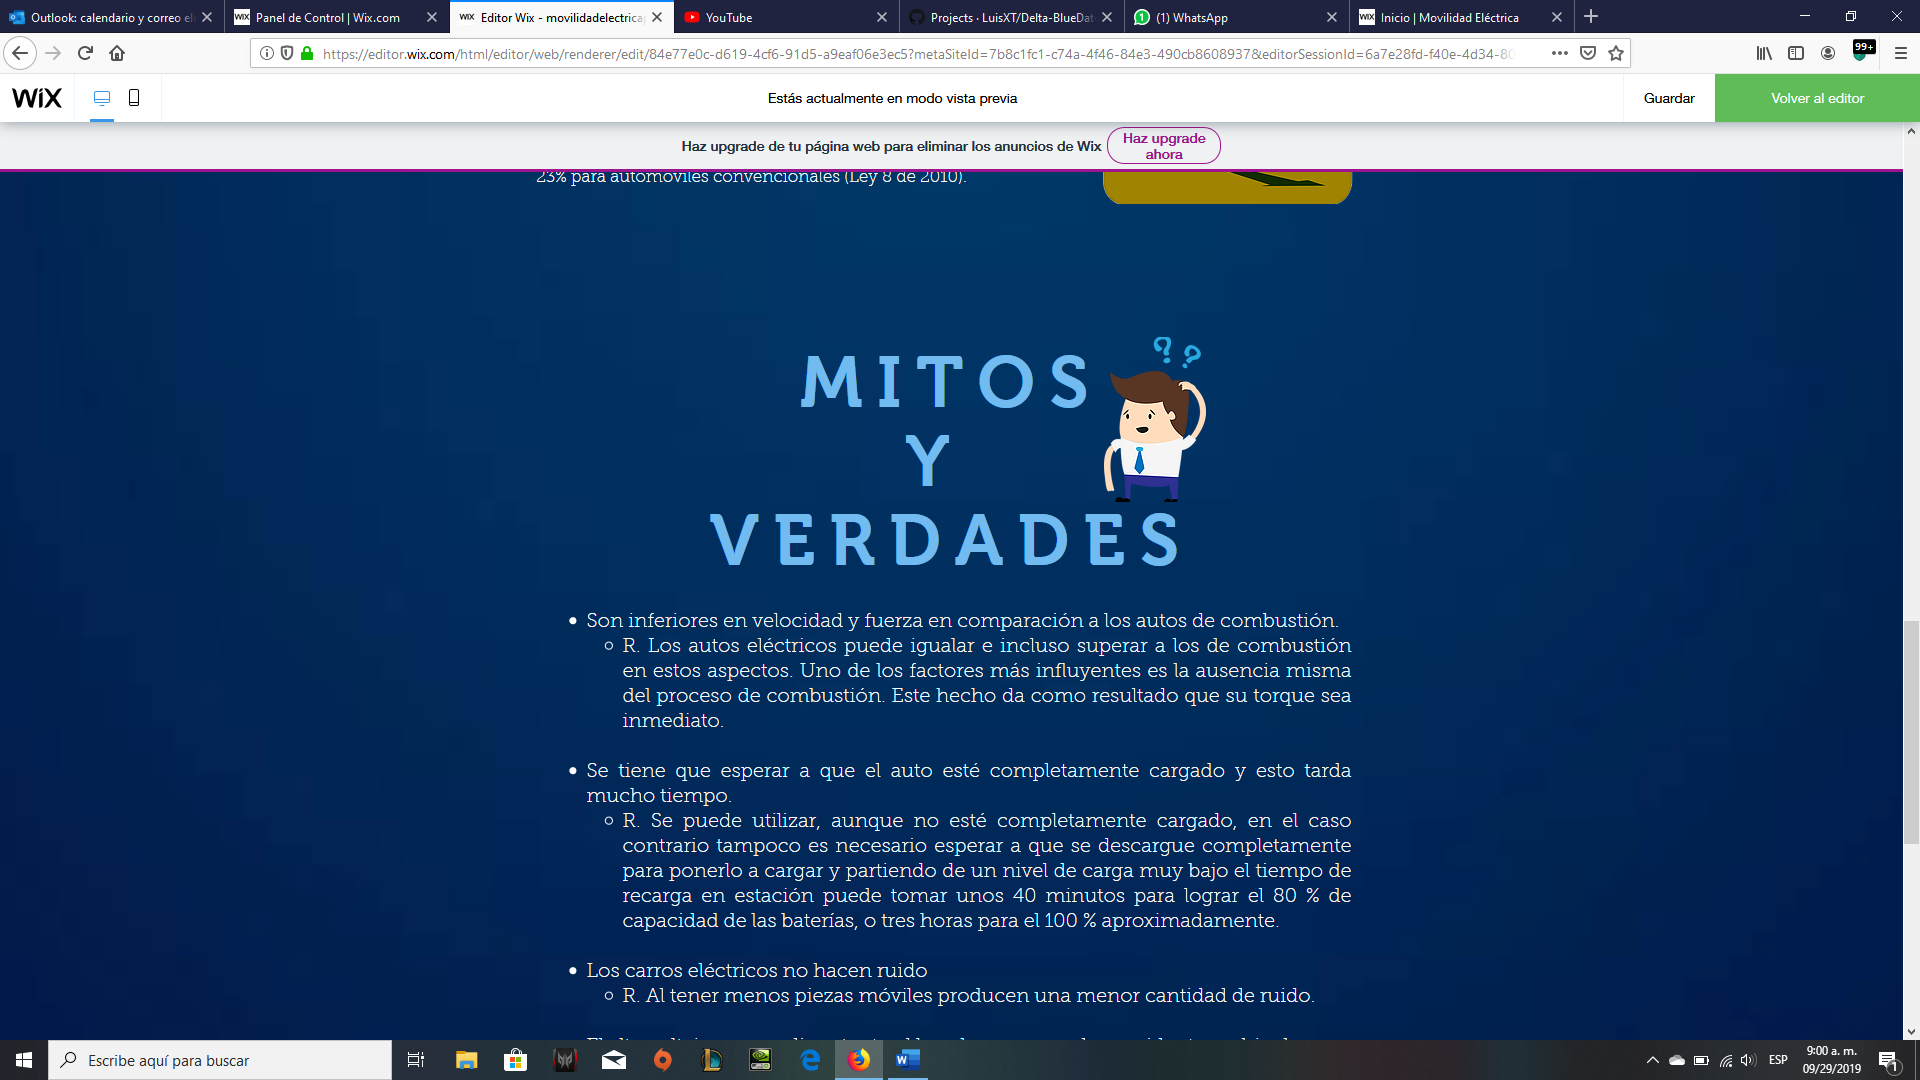 Outlook: calendario y correo el
Panel de Control | Wix.com
Editor Wix - movilidadelectrica
YouTube
Projects · LuisXT/Delta-BlueDat
(1) WhatsApp
Inicio | Movilidad Eléctrica
https://editor.wix.com/html/editor/web/renderer/edit/84e77e0c-d619-4cf6-91d5-a9eaf06e3ec5?metaSiteId=7b8c1fc1-c74a-4f46-84e3-490cb8608937&editorSessionId=6a7e28fd-f40e-4d34-80
99+
WiX
Estás actualmente en modo vista previa
Guardar
Volver al editor
Haz upgrade de tu página web para eliminar los anuncios de Wix
Haz upgrade
ahora
23% para automóviles convencionales (Ley 8 de 2010).
MITOS
Y
VERDADES
? ?
• Son inferiores en velocidad y fuerza en comparación a los autos de combustión.
○ R. Los autos eléctricos puede igualar e incluso superar a los de combustión
en estos aspectos. Uno de los factores más influyentes es la ausencia misma
del proceso de combustión. Este hecho da como resultado que su torque sea
inmediato.
• Se tiene que esperar a que el auto esté completamente cargado y esto tarda
mucho tiempo.
○ R. Se puede utilizar, aunque no esté completamente cargado, en el caso
contrario tampoco es necesario esperar a que se descargue completamente
para ponerlo a cargar y partiendo de un nivel de carga muy bajo el tiempo de
recarga en estación puede tomar unos 40 minutos para lograr el 80 % de
capacidad de las baterías, o tres horas para el 100 % aproximadamente.
• Los carros eléctricos no hacen ruido
○ R. Al tener menos piezas móviles producen una menor cantidad de ruido.
Escribe aquí para buscar
ESP
9:00 a. m.
09/29/2019
1